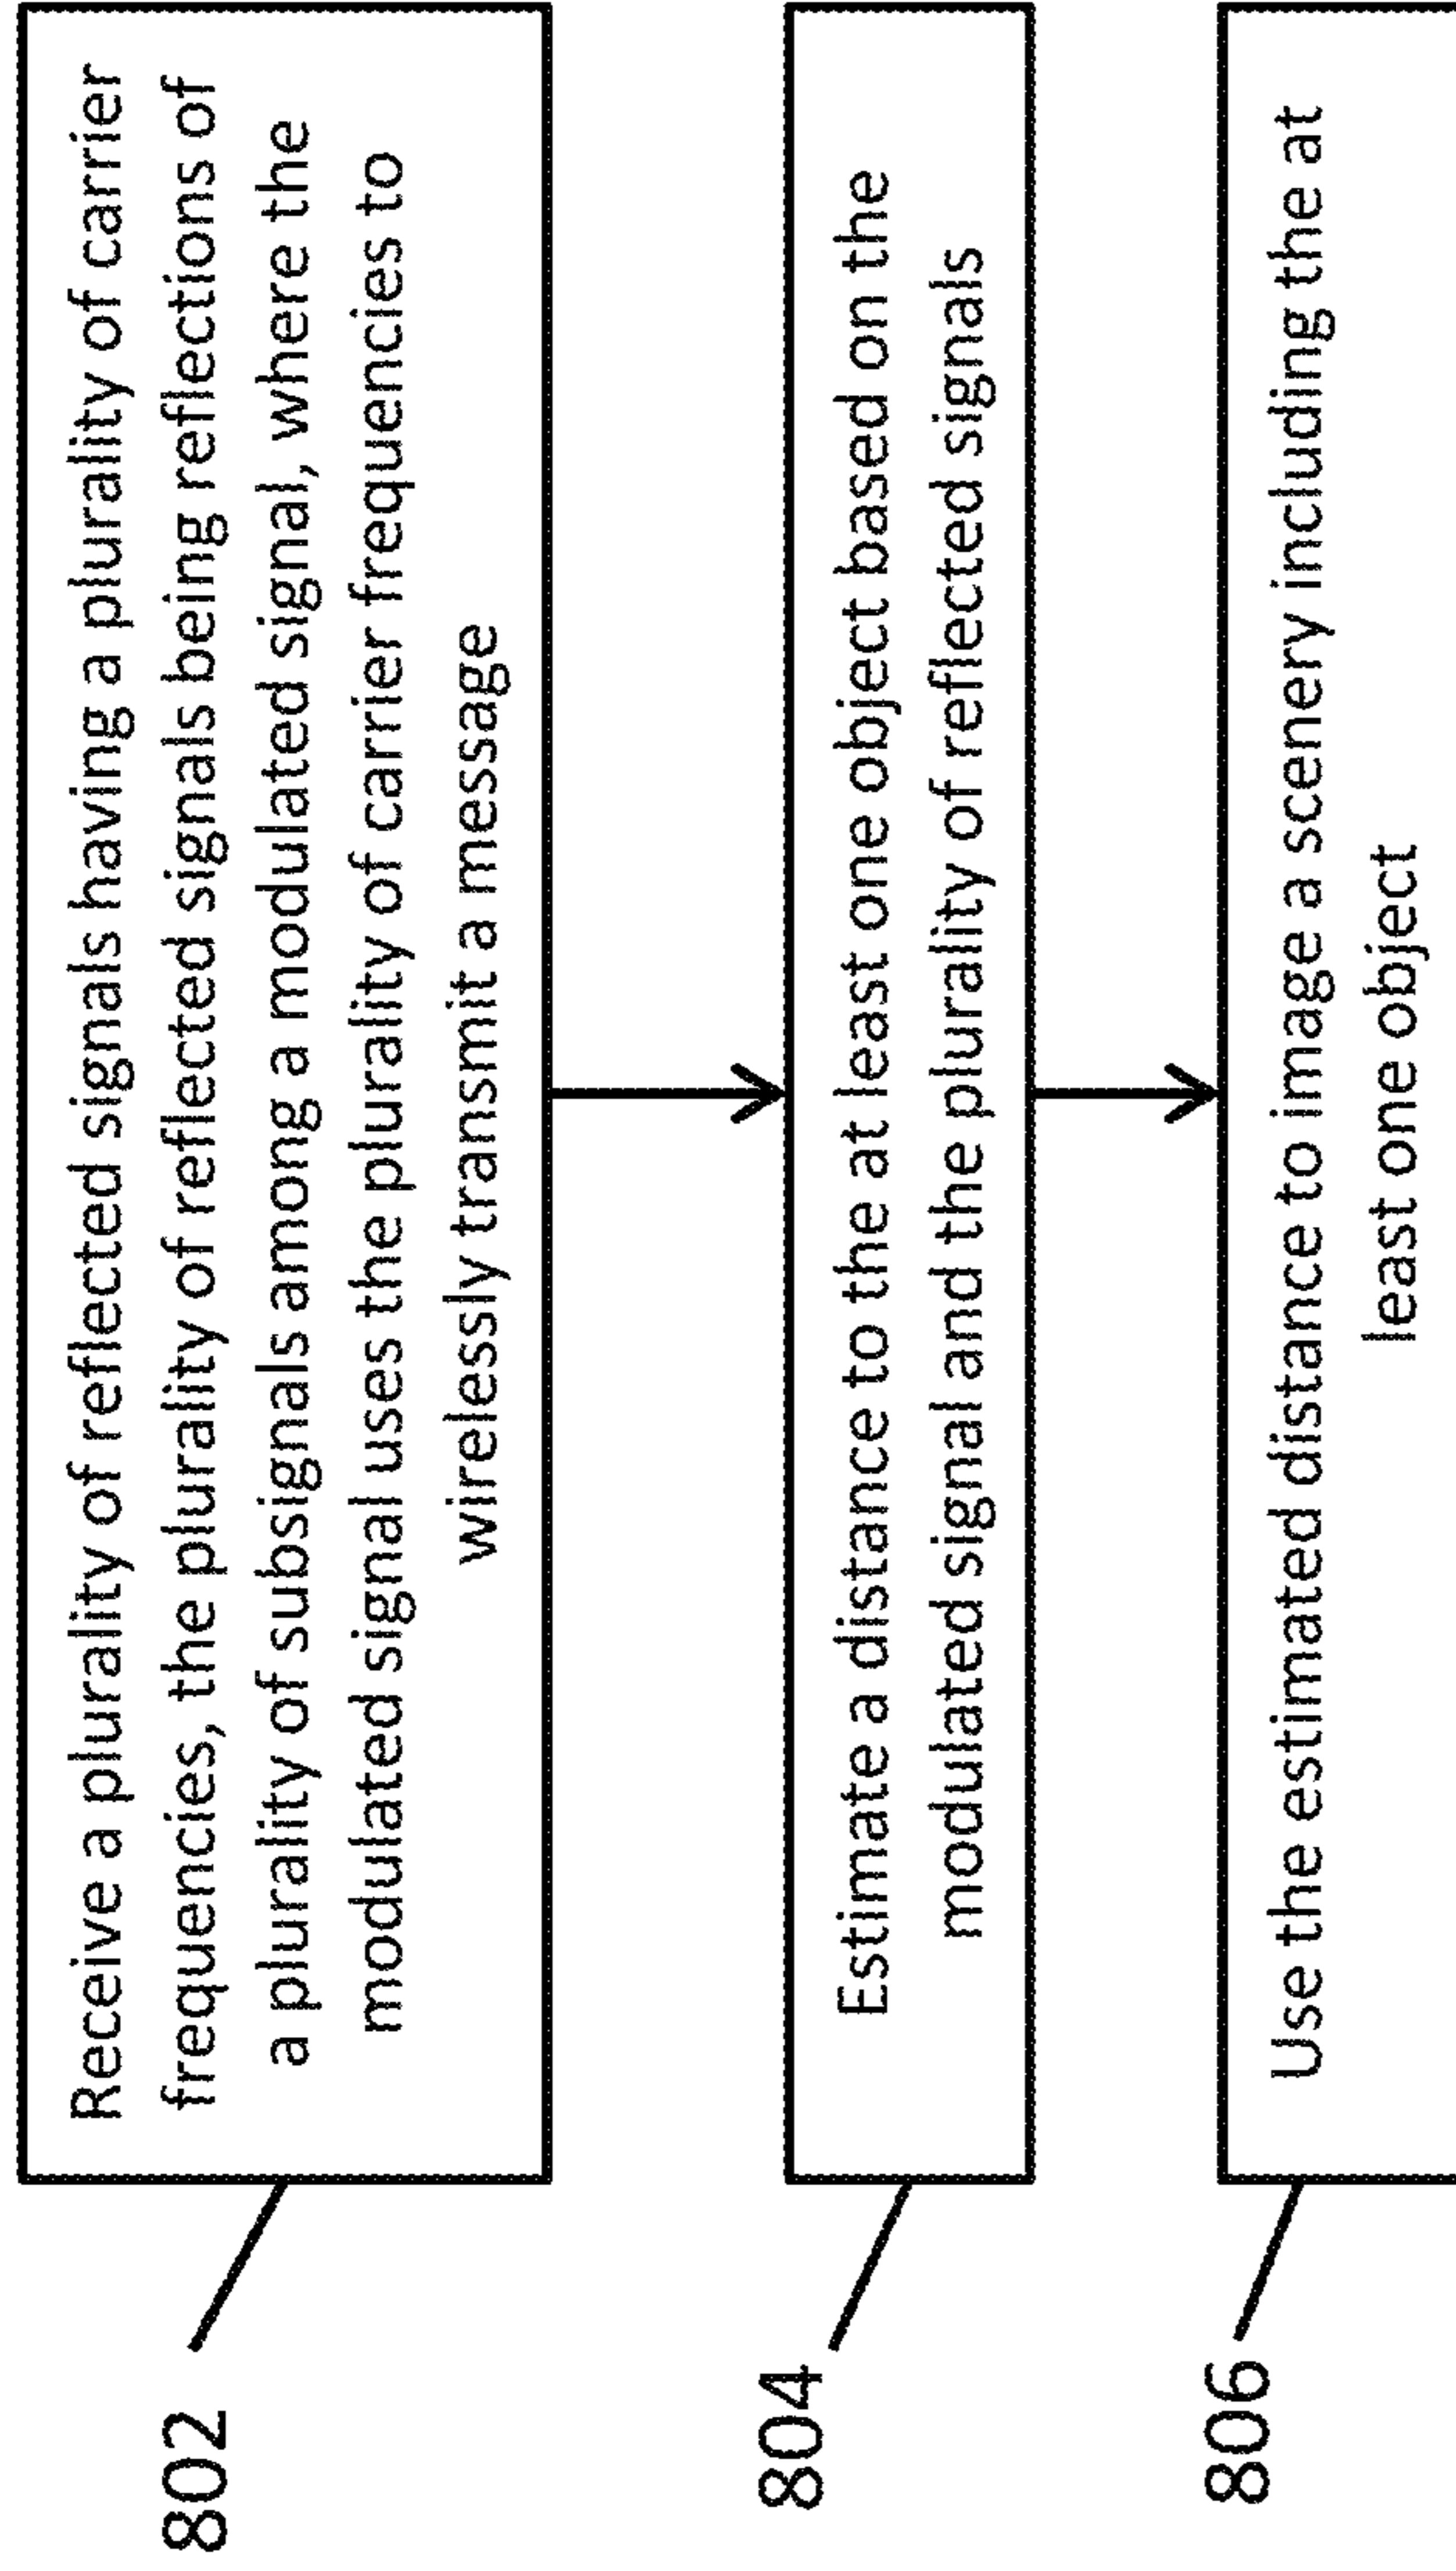 Receive a plurality of reflected signals having a plurality of carrier
frequencies, the plurality of reflected signals being reflections of
a plurality of subsignals among a modulated signal, where the
modulated signal uses the plurality of carrier frequencies to
wirelessly transmit a message
802
Estimate a distance to the at least one object based on the
modulated signal and the plurality of reflected signals
804
Use the estimated distance to image a scenery including the at
least one object
806